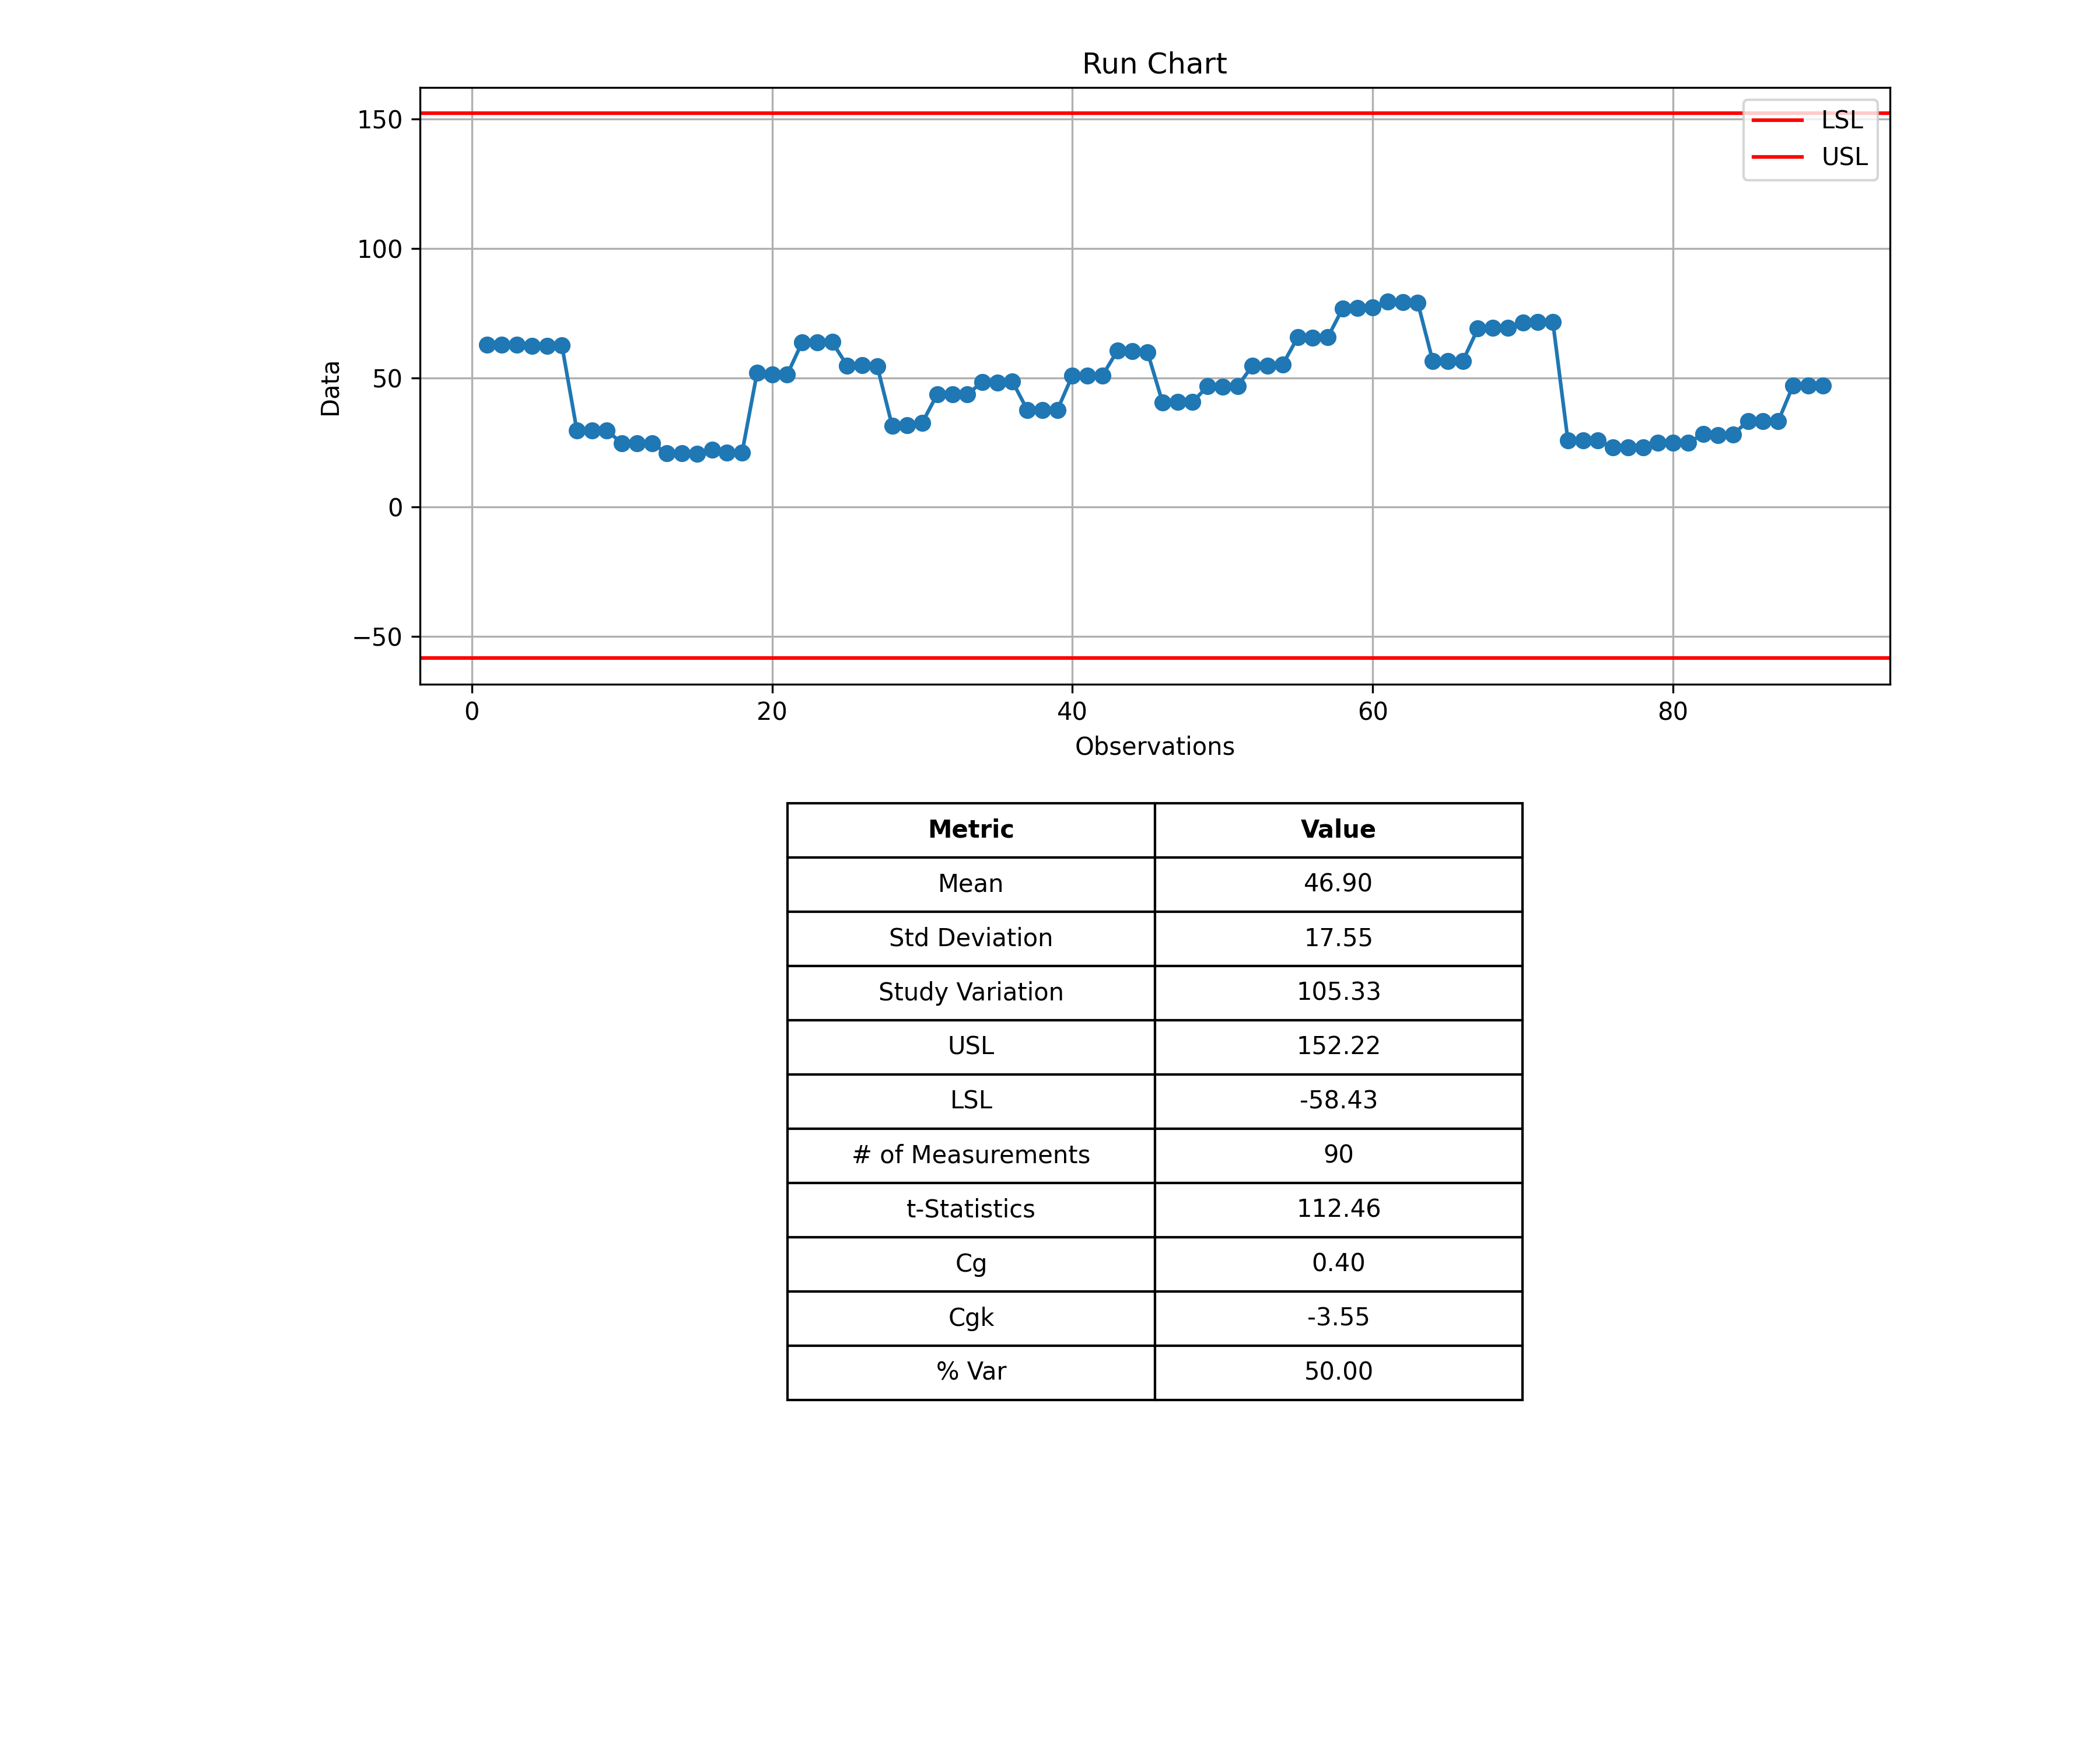 Run Chart
150
100
50
0
−50
Data
LSL
USL
0 20 40 60 80
Observations
Metric Value
Mean 46.90
Std Deviation 17.55
Study Variation 105.33
USL 152.22
LSL -58.43
# of Measurements 90
t-Statistics 112.46
Cg 0.40
Cgk -3.55
% Var 50.00